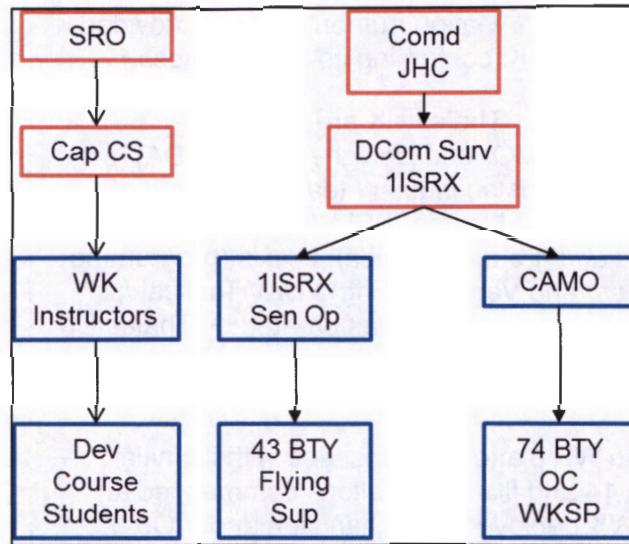 SRO
Comd
JHC
Cap CS
DCom Surv
1ISRX
WK
Instructors
1ISRX
Sen Op
CAMO
Dev
Course
Students
43 BTY
Flying
Sup
74 BTY
OC
WKSP